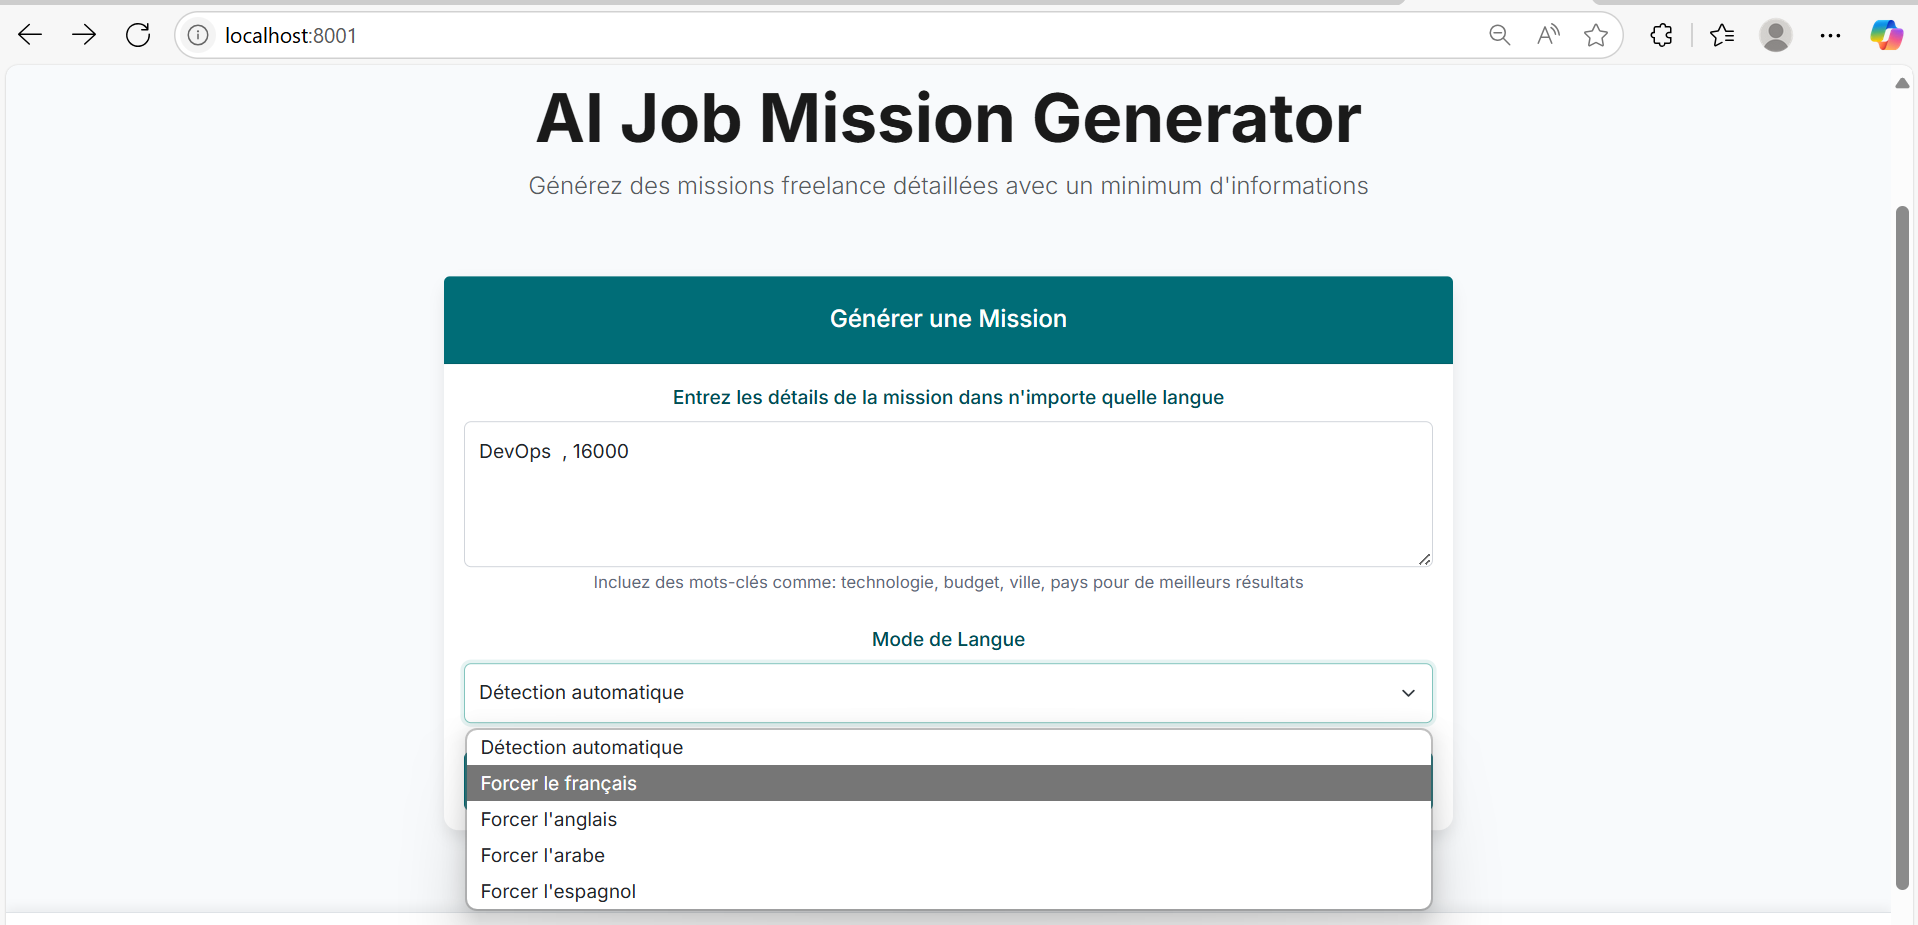 localhost:8001
AI Job Mission Generator
Générez des missions freelance détaillées avec un minimum d'informations
Générer une Mission
Entrez les détails de la mission dans n'importe quelle langue
DevOps  , 16000
Incluez des mots-clés comme: technologie, budget, ville, pays pour de meilleurs résultats
Mode de Langue
Détection automatique
Détection automatique
Forcer le français
Forcer l'anglais
Forcer l'arabe
Forcer l'espagnol